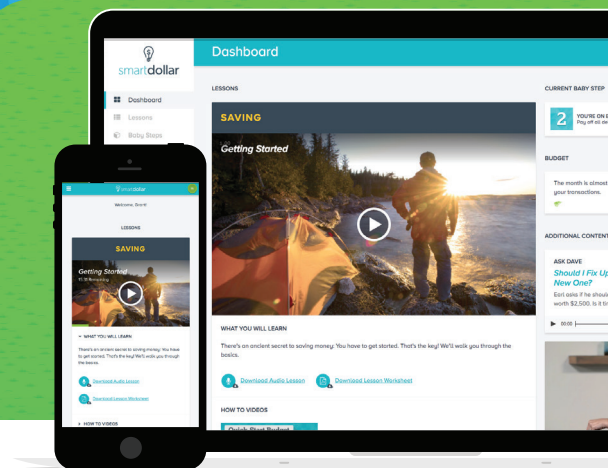 smartdollar
Dashboard
Lessons
Baby Steps
Dashboard
LESSONS
SAVING
Getting Started
WHAT YOU WILL LEARN
There's an ancient secret to saving money: You have to get started. That's the key! We'll walk you through the
basics.
Download Audio Lesson
Download Lesson Worksheet
HOW TO VIDEOS
Quick Start Budget
CURRENT BABY STEP
2
YOU'RE ON
Pay off all
BUDGET
The month is almost
your transactions.
ADDITIONAL CONTENT
ASK DAVE
Should I Fix Up
New One?
Earl asks if he
worth $2,500. Is it
00:00
smartdollar
Welcome, Grant!
LESSONS
SAVING
Getting Started
Remaining
WHAT YOU WILL LEARN
There's an ancient secret to saving money: You have
to get started. That's the key! We'll walk you through
the basics.
Download Audio Lesson
Download Lesson Worksheet
HOW TO VIDEOS